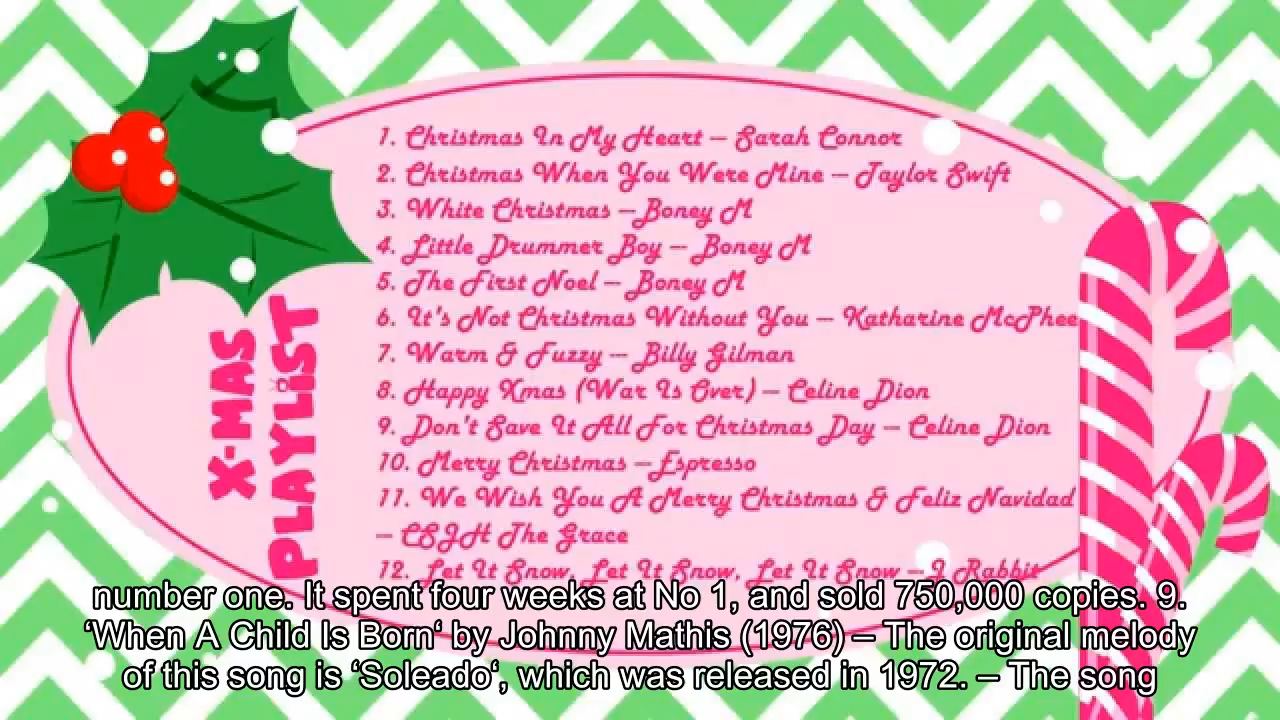 X-MAS
PLAYLiST
1. Christmas In My Heart – Sarah Connor
2. Christmas When You Were Mine – Taylor Swift
3. White Christmas – Boney M
4. Little Drummer Boy – Boney M
5. The First Noel – Boney M
6. It's Not Christmas Without You – Katharine McPhee
7. Warm & Fuzzy – Billy Gilman
8. Happy Xmas (War Is Over) – Celine Dion
9. Don't Save It All For Christmas Day – Celine Dion
10. Merry Christmas – Espresso
11. We Wish You A Merry Christmas & Feliz Navidad
– CSJH The Grace
12. Let It Snow, Let It Snow, Let It Snow – J Rabbit
number one. It spent four weeks at No 1, and sold 750,000 copies. 9.
‘When A Child Is Born‘ by Johnny Mathis (1976) – The original melody
of this song is ‘Soleado‘, which was released in 1972. – The song